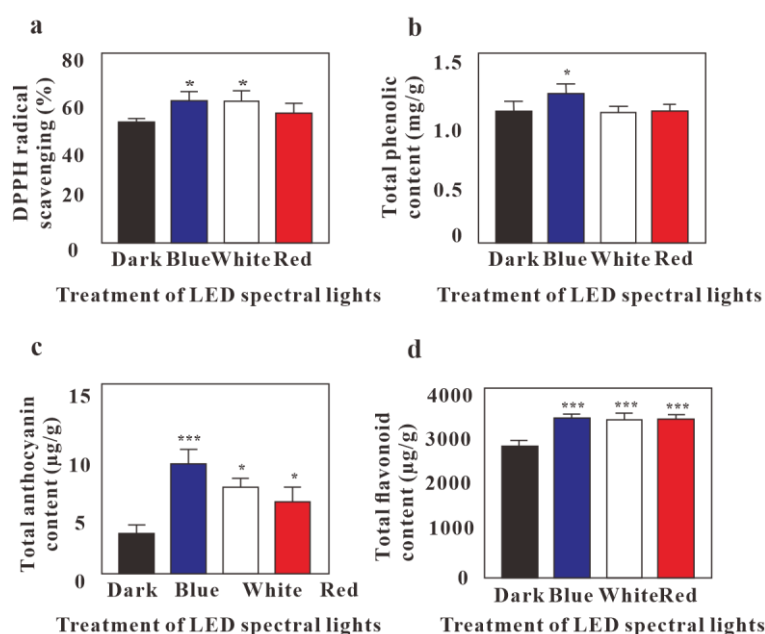 a
DPPH radical
scavenging (%)
80
60
40
20
0
* *
Dark Blue White Red
Treatment of LED spectral lights
b
Total phenolic
content (mg/g)
1.5
1.0
0.5
0
*
Dark Blue White Red
Treatment of LED spectral lights
c
Total anthocyanin
content (µg/g)
15
10
5
0
*** * *
Dark Blue White Red
Treatment of LED spectral lights
d
Total flavonoid
content (µg/g)
4000
3000
2000
1000
0
*** *** ***
Dark Blue White Red
Treatment of LED spectral lights